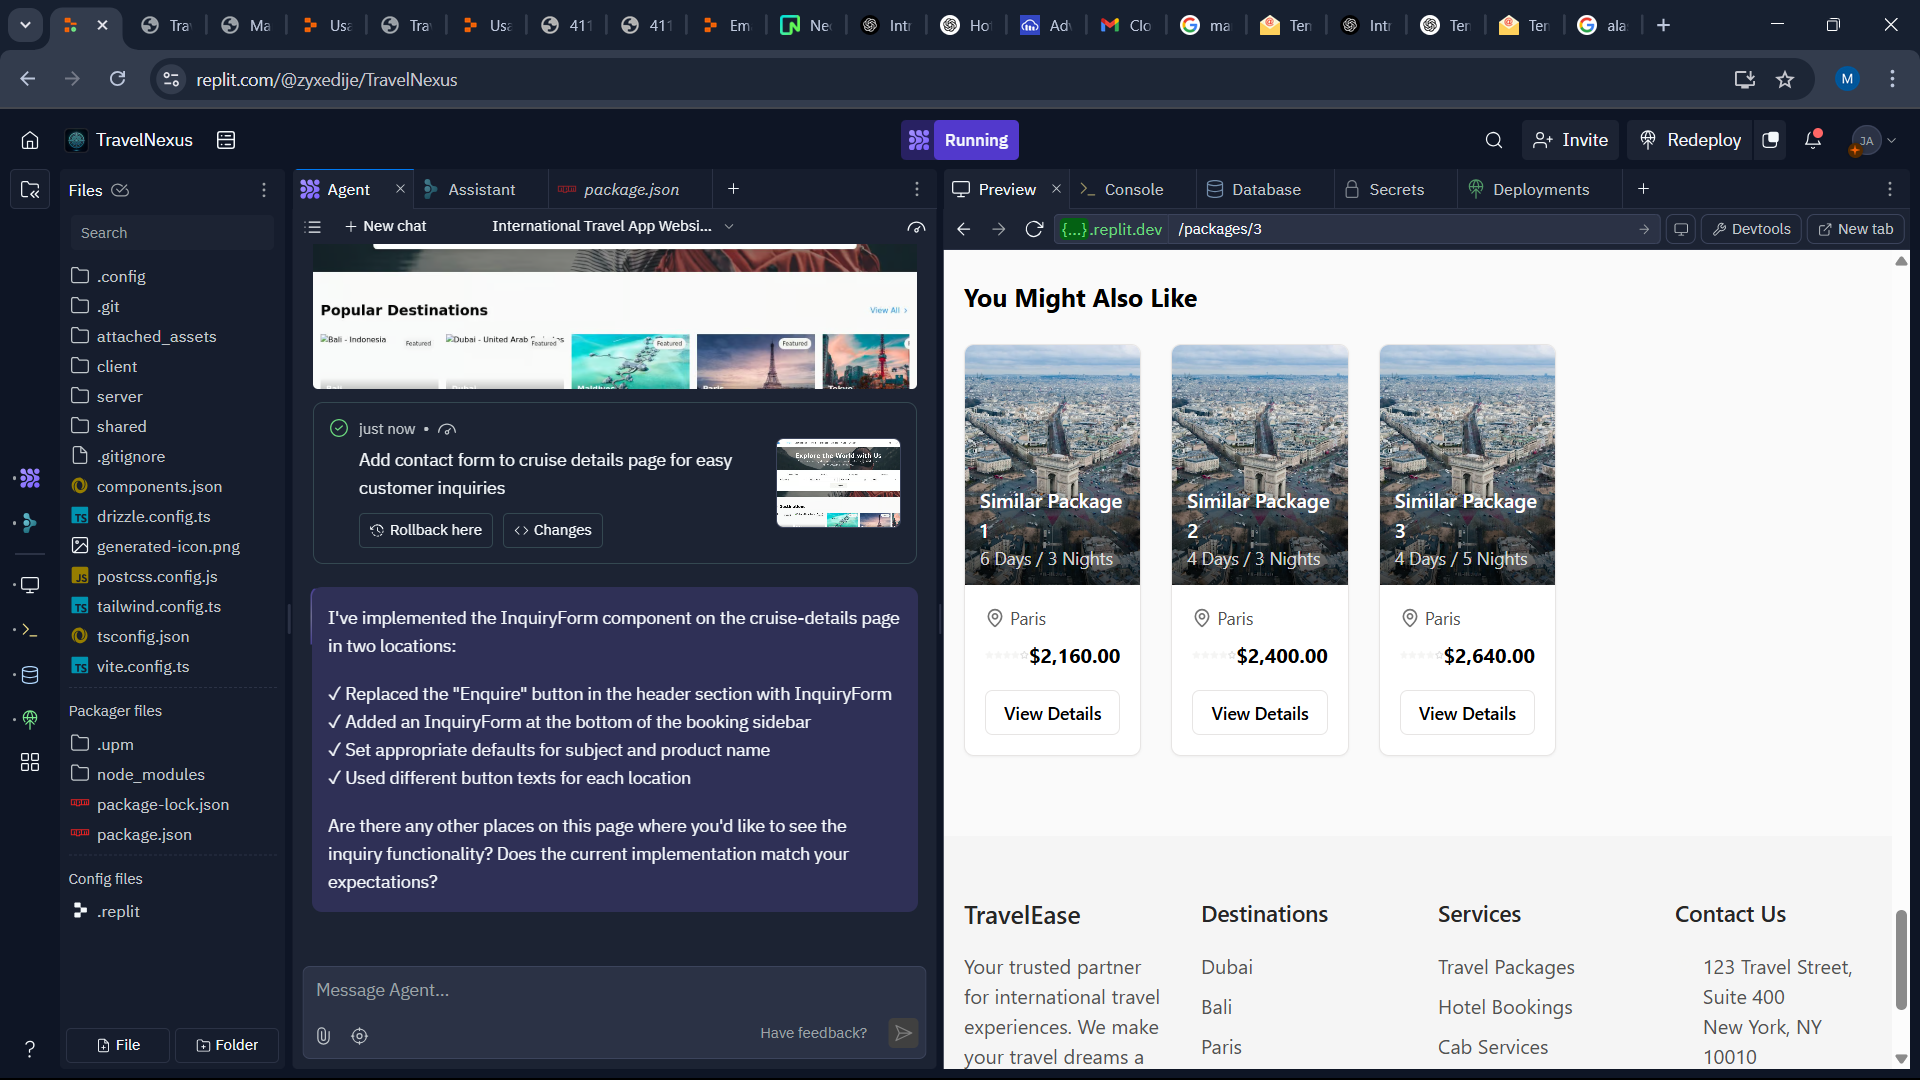 Tra
Ma
Usa
Tra
Usa
411
411
Em
Ne
Intr
Ho
Ad
Clo
ma
Ten
Intr
Ter
Ten
ala
replit.com/@zyxedije/TravelNexus
M
TravelNexus
Running
Invite
Redeploy
JA
Files
Search
.config
.git
attached_assets
client
server
shared
.gitignore
components.json
drizzle.config.ts
generated-icon.png
postcss.config.js
tailwind.config.ts
tsconfig.json
vite.config.ts
Packager files
.upm
node_modules
package-lock.json
package.json
Config files
.replit
File
Folder
Agent
Assistant
package.json
New chat
International Travel App Websi...
Popular Destinations
View All
Bali - Indonesia
Featured
Dubai - United Arab Emirates
Featured
Featured
Featured
Bali
Dubai
Maldives
Paris
Tokyo
just now •
Add contact form to cruise details page for easy
customer inquiries
Explore the World with Us
Rollback here
Changes
I've implemented the InquiryForm component on the cruise-details page
in two locations:
✓ Replaced the "Enquire" button in the header section with InquiryForm
✓ Added an InquiryForm at the bottom of the booking sidebar
✓ Set appropriate defaults for subject and product name
✓ Used different button texts for each location
Are there any other places on this page where you'd like to see the
inquiry functionality? Does the current implementation match your
expectations?
Message Agent...
Have feedback?
Preview
Console
Database
Secrets
Deployments
{...}.replit.dev
/packages/3
Devtools
New tab
You Might Also Like
Similar Package
1
6 Days / 3 Nights
Paris
$2,160.00
View Details
Similar Package
2
4 Days / 3 Nights
Paris
$2,400.00
View Details
Similar Package
3
4 Days / 5 Nights
Paris
$2,640.00
View Details
TravelEase
Your trusted partner
for international travel
experiences. We make
your travel dreams a
Destinations
Dubai
Bali
Paris
Services
Travel Packages
Hotel Bookings
Cab Services
Contact Us
123 Travel Street,
Suite 400
New York, NY
10010